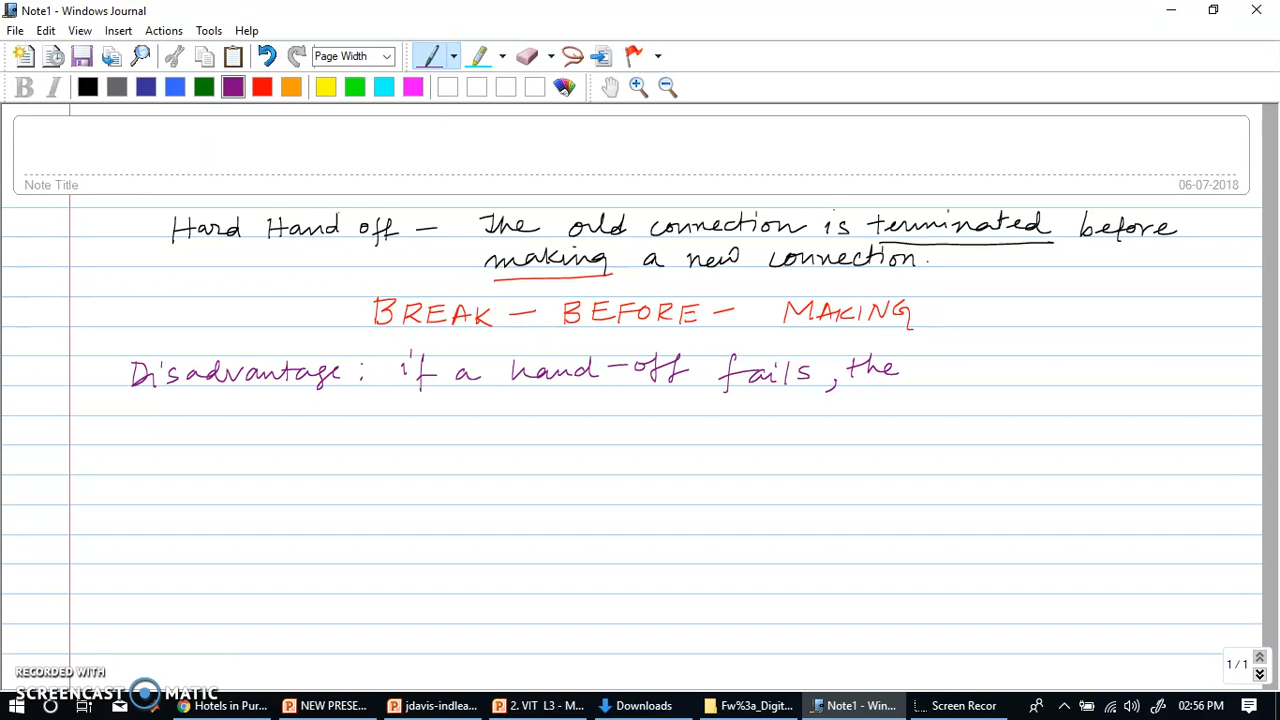 Note1 - Windows Journal
File Edit View Insert Actions Tools Help
Page Width
B I
Note Title 06-07-2018
Hard Hand off - The old connection is terminated before
making a new connection.
BREAK - BEFORE - MAKING
Disadvantage : if a hand-off fails, the
1 / 1
RECORDED WITH
SCREENCAST MATIC
Hotels in Pur... NEW PRESE... jdavis-indlea... 2. VIT L3 - M... Downloads Fw%3a_Digit... Note1 - Win... Screen Recor 02:56 PM